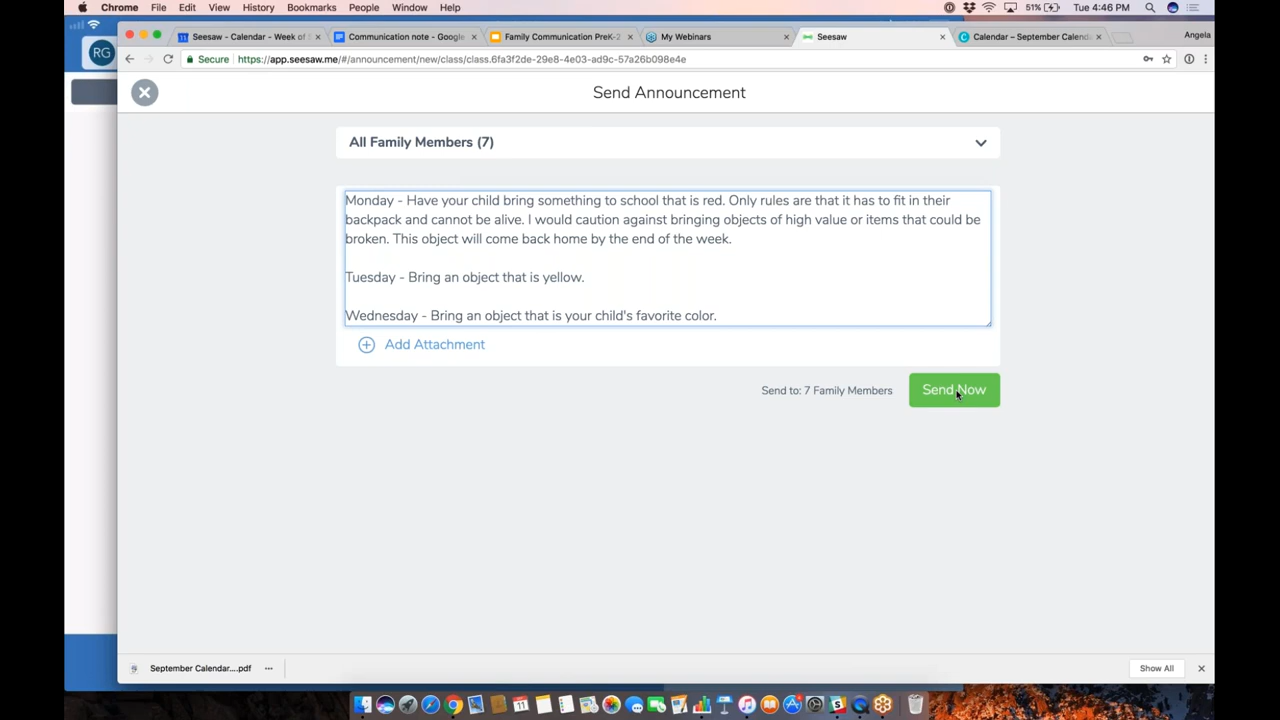 Chrome File Edit View History Bookmarks People Window Help 51% Tue 4:46 PM
RG
Seesaw - Calendar - Week of
Communication note - Google
Family Communication PreK-2
My Webinars
Seesaw
Calendar – September Calenda
Angela
Secure https://app.seesaw.me/#/announcement/new/class/class.6fa3f2de-29e8-4e03-ad9c-57a26b098e4e
Send Announcement
All Family Members (7)
Monday - Have your child bring something to school that is red. Only rules are that it has to fit in their
backpack and cannot be alive. I would caution against bringing objects of high value or items that could be
broken. This object will come back home by the end of the week.
Tuesday - Bring an object that is yellow.
Wednesday - Bring an object that is your child's favorite color.
Add Attachment
Send to: 7 Family Members
Send Now
September Calendar....pdf
Show All